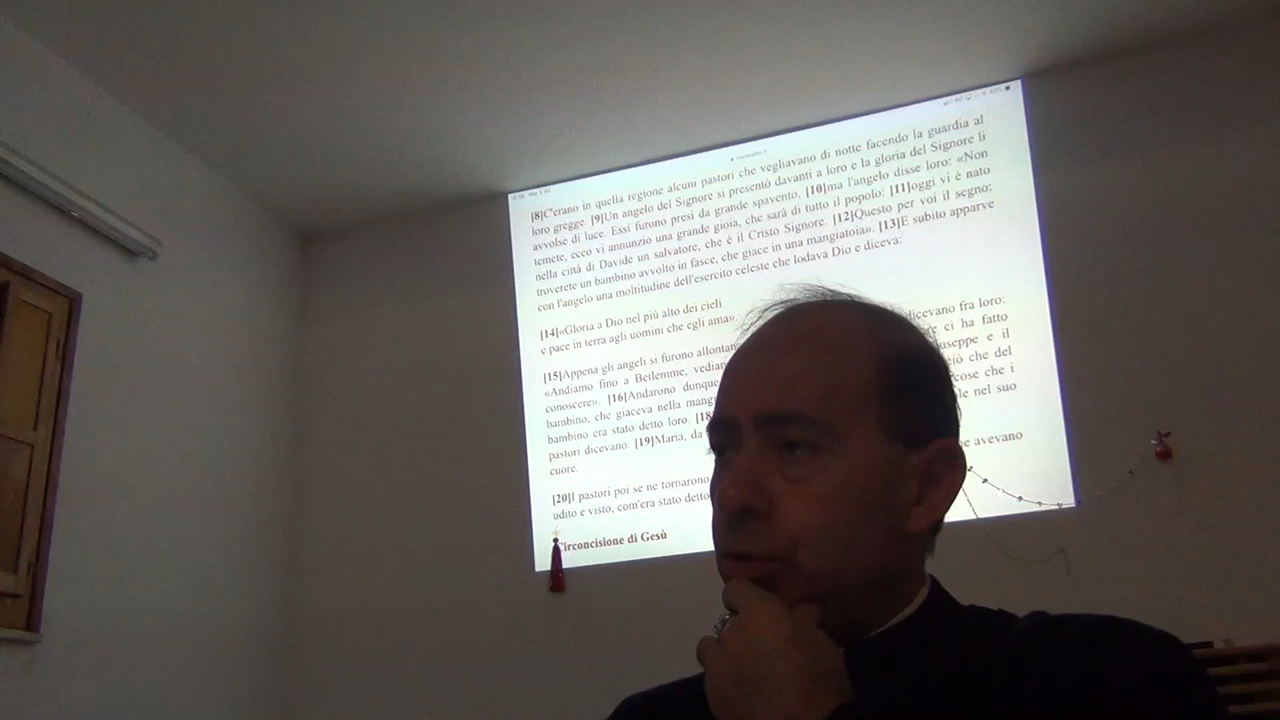 [8]C'erano in quella regione alcuni pastori che vegliavano di notte facendo la guardia al
loro gregge. [9]Un angelo del Signore si presentò davanti a loro e la gloria del Signore li
avvolse di luce. Essi furono presi da grande spavento, [10]ma l'angelo disse loro: «Non
temete, ecco vi annunzio una grande gioia, che sarà di tutto il popolo: [11]oggi vi è nato
nella città di Davide un salvatore, che è il Cristo Signore. [12]Questo per voi il segno:
troverete un bambino avvolto in fasce, che giace in una mangiatoia». [13]E subito apparve
con l'angelo una moltitudine dell'esercito celeste che lodava Dio e diceva:
[14]«Gloria a Dio nel più alto dei cieli
e pace in terra agli uomini che egli ama».
[15]Appena gli angeli si furono allontan dicevano fra loro:
«Andiamo fino a Betlemme, vedian re ci ha fatto
conoscere». [16]Andarono dunque useppe e il
bambino, che giaceva nella mang ciò che del
bambino era stato detto loro. [18 cose che i
pastori dicevano. [19]Maria, da le nel suo
cuore.
[20]I pastori poi se ne tornarono he avevano
udito e visto, com'era stato detto
Circoncisione di Gesù